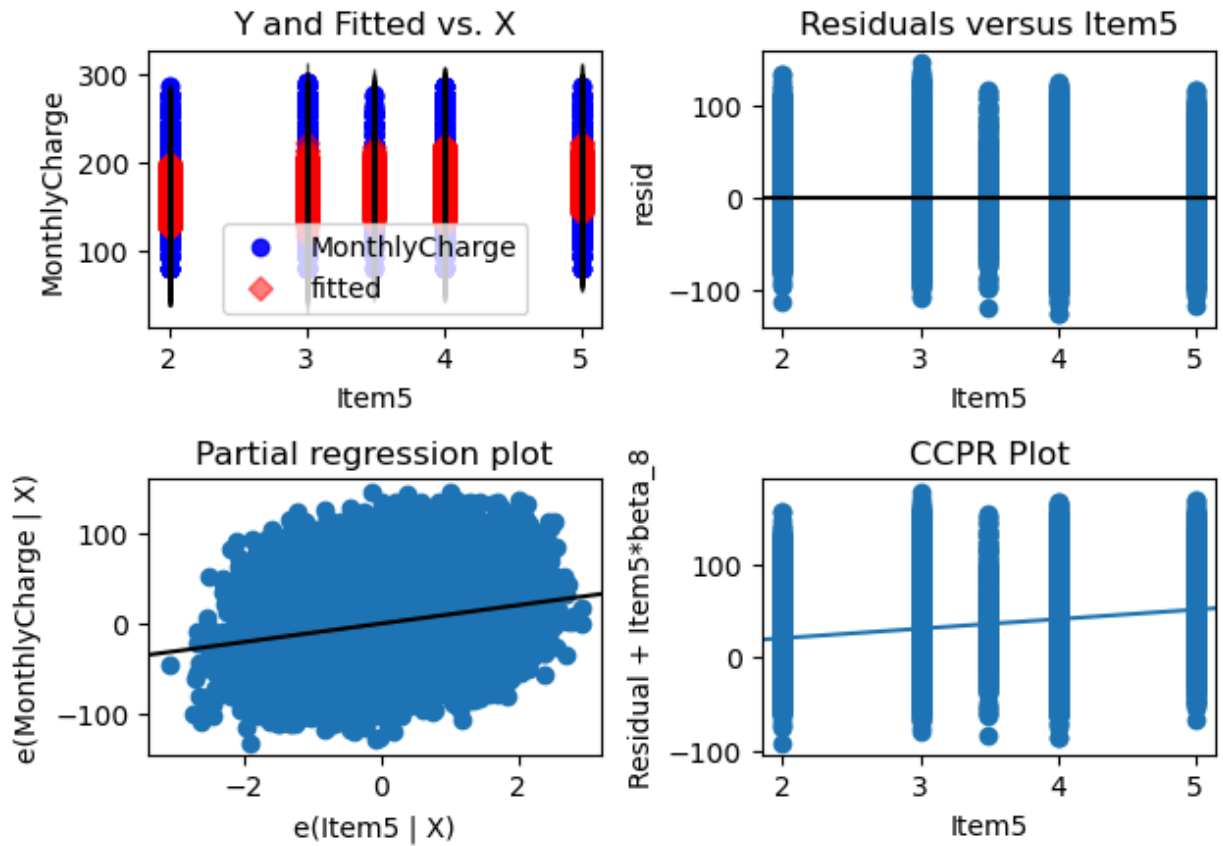 Y and Fitted vs. X
MonthlyCharge
300
200
100
MonthlyCharge
fitted
2
3
4
5
Item5
Residuals versus Item5
resid
100
0
−100
2
3
4
5
Item5
Partial regression plot
e(MonthlyCharge | X)
100
0
−100
−2
0
2
e(Item5 | X)
CCPR Plot
Residual + Item5*beta_8
100
0
−100
2
3
4
5
Item5